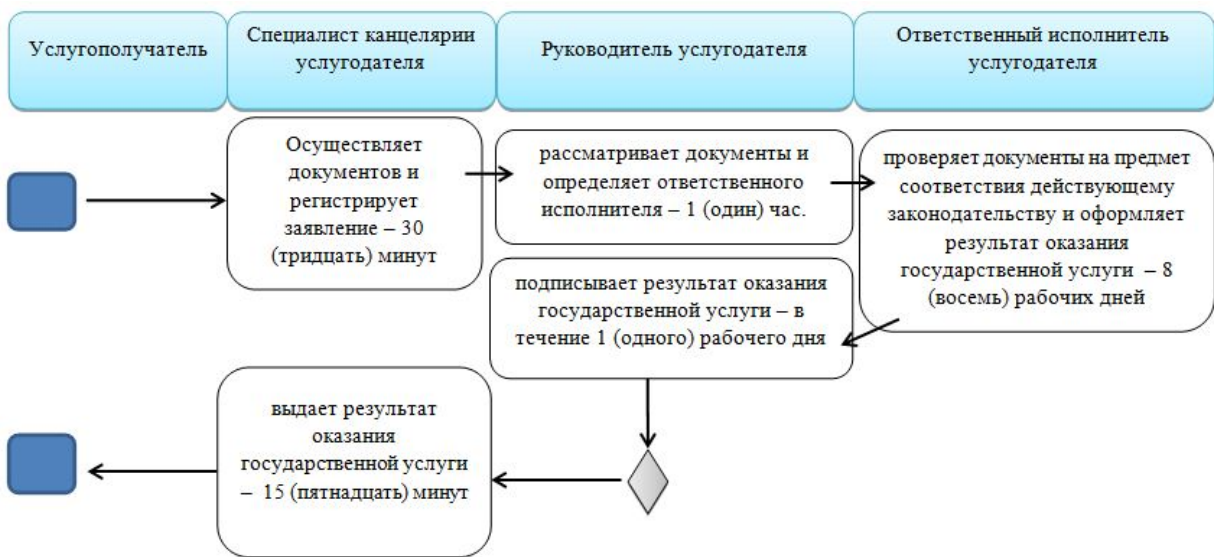 Услугополучатель
Специалист канцелярии
услугодателя
Руководитель услугодателя
Ответственный исполнитель
услугодателя
Осуществляет
документов и
регистрирует
заявление – 30
(тридцать) минут
рассматривает документы и
определяет ответственного
исполнителя – 1 (один) час.
проверяет документы на предмет
соответствия действующему
законодательству и оформляет
результат оказания
государственной услуги – 8
(восемь) рабочих дней
подписывает результат оказания
государственной услуги – в
течение 1 (одного) рабочего дня
выдает результат
оказания
государственной услуги
– 15 (пятнадцать) минут